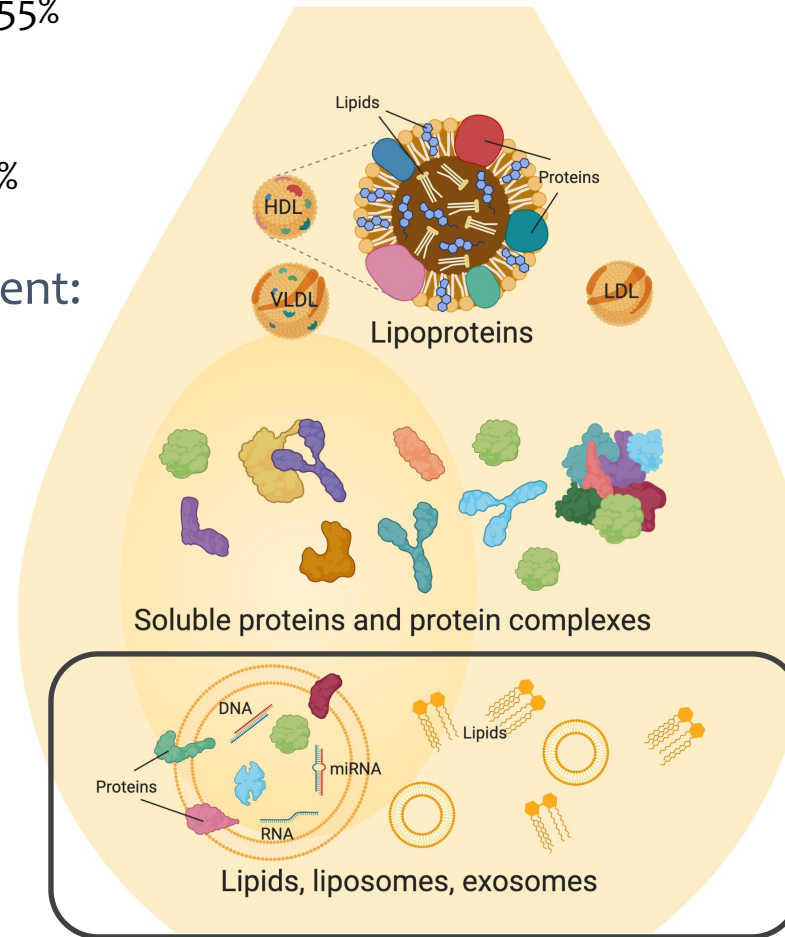 55%
%
ent:
Lipids
Proteins
HDL
VLDL
LDL
Lipoproteins
Soluble proteins and protein complexes
DNA
Lipids
miRNA
Proteins
RNA
Lipids, liposomes, exosomes